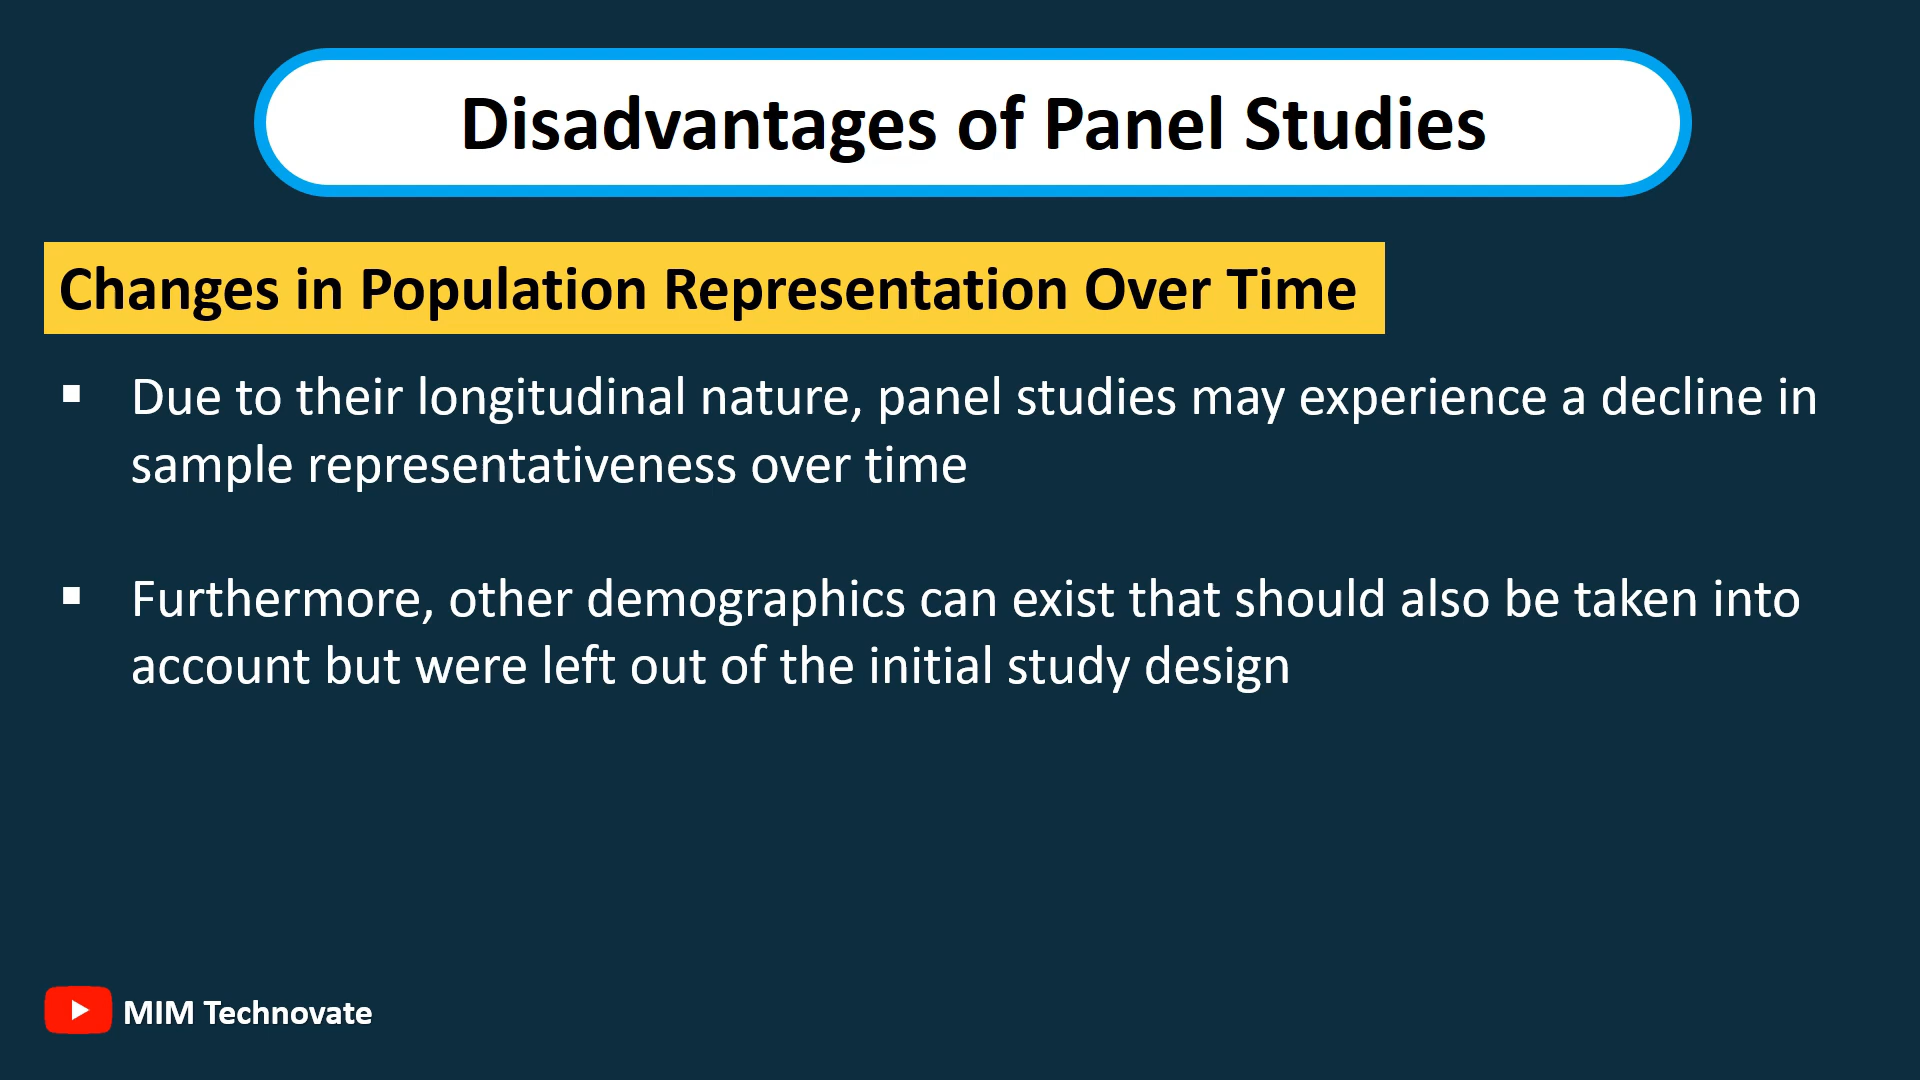 Disadvantages of Panel Studies
Changes in Population Representation Over Time
▪ Due to their longitudinal nature, panel studies may experience a decline in
sample representativeness over time
▪ Furthermore, other demographics can exist that should also be taken into
account but were left out of the initial study design
MIM Technovate